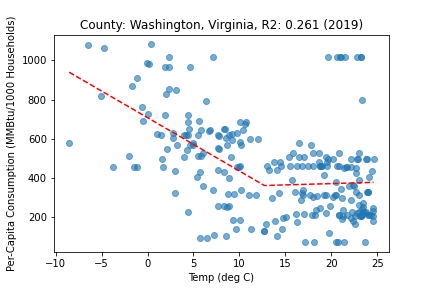 County: Washington, Virginia, R2: 0.261 (2019)
Per-Capita Consumption (MMBtu/1000 Households)
1000
800
600
400
200
−10 −5 0 5 10 15 20 25
Temp (deg C)